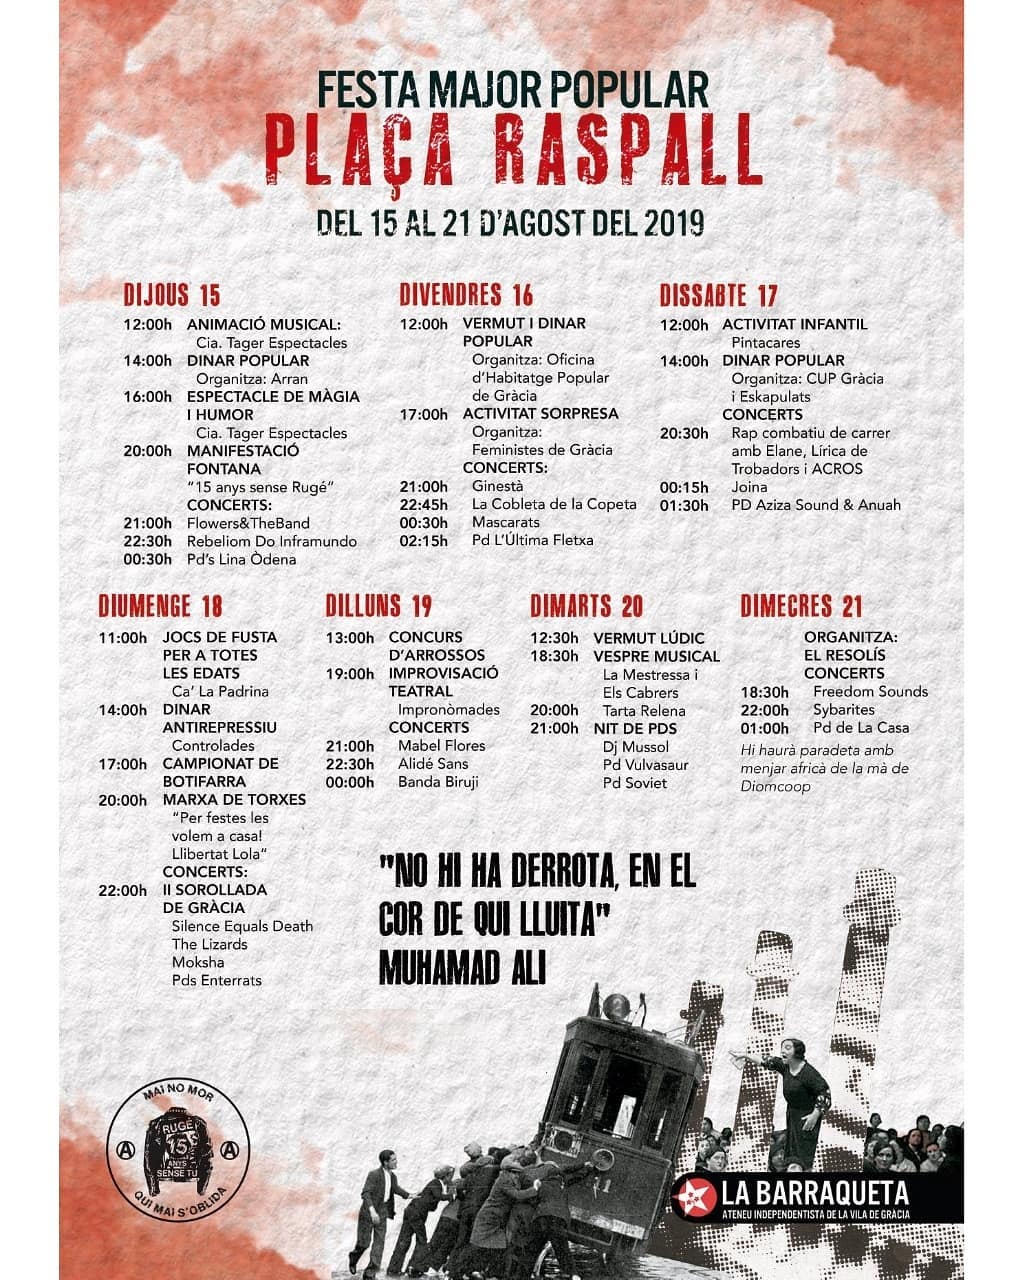 FESTA MAJOR POPULAR
PLAÇA RASPALL
DEL 15 AL 21 D'AGOST DEL 2019
DIJOUS 15
12:00h ANIMACIÓ MUSICAL:
Cia. Tager Espectacles
14:00h DINAR POPULAR
Organitza: Arran
16:00h ESPECTACLE DE MÀGIA
I HUMOR
Cia. Tager Espectacles
20:00h MANIFESTACIÓ
FONTANA
"15 anys sense Rugé"
CONCERTS:
21:00h Flowers&TheBand
22:30h Rebeliom Do Inframundo
00:30h Pd's Lina Òdena
DIVENDRES 16
12:00h VERMUT I DINAR
POPULAR
Organitza: Oficina
d'Habitatge Popular
de Gràcia
17:00h ACTIVITAT SORPRESA
Organitza:
Feministes de Gràcia
CONCERTS:
21:00h Ginestà
22:45h La Cobleta de la Copeta
00:30h Mascarats
02:15h Pd L'Última Fletxa
DISSABTE 17
12:00h ACTIVITAT INFANTIL
Pintacares
14:00h DINAR POPULAR
Organitza: CUP Gràcia
i Eskapulats
CONCERTS
20:30h Rap combatiu de carrer
amb Elane, Lírica de
Trobadors i ACROS
00:15h Joina
01:30h PD Aziza Sound & Anuah
DIUMENGE 18
11:00h JOCS DE FUSTA
PER A TOTES
LES EDATS
Ca' La Padrina
14:00h DINAR
ANTIREPRESSIU
Controlades
17:00h CAMPIONAT DE
BOTIFARRA
20:00h MARXA DE TORXES
"Per festes les
volem a casa!
Llibertat Lola"
CONCERTS:
22:00h II SOROLLADA
DE GRÀCIA
Silence Equals Death
The Lizards
Moksha
Pds Enterrats
DILLUNS 19
13:00h CONCURS
D'ARROSSOS
19:00h IMPROVISACIÓ
TEATRAL
Impronòmades
CONCERTS
21:00h Mabel Flores
22:30h Alidé Sans
00:00h Banda Biruji
DIMARTS 20
12:30h VERMUT LÚDIC
18:30h VESPRE MUSICAL
La Mestressa i
Els Cabrers
20:00h Tarta Relena
21:00h NIT DE PDS
Dj Mussol
Pd Vulvasaur
Pd Soviet
DIMECRES 21
ORGANITZA:
EL RESOLÍS
CONCERTS
18:30h Freedom Sounds
22:00h Sybarites
01:00h Pd de La Casa
Hi haurà paradeta amb
menjar africà de la mà de
Diomcoop
"NO HI HA DERROTA, EN EL
COR DE QUI LLUITA"
MUHAMAD ALI
MAI NO MOR
RUGÉ
15
ANYS
SENSE TU
QUI MAI S'OBLIDA
11
LA BARRAQUETA
ATENEU INDEPENDENTISTA DE LA VILA DE GRÀCIA